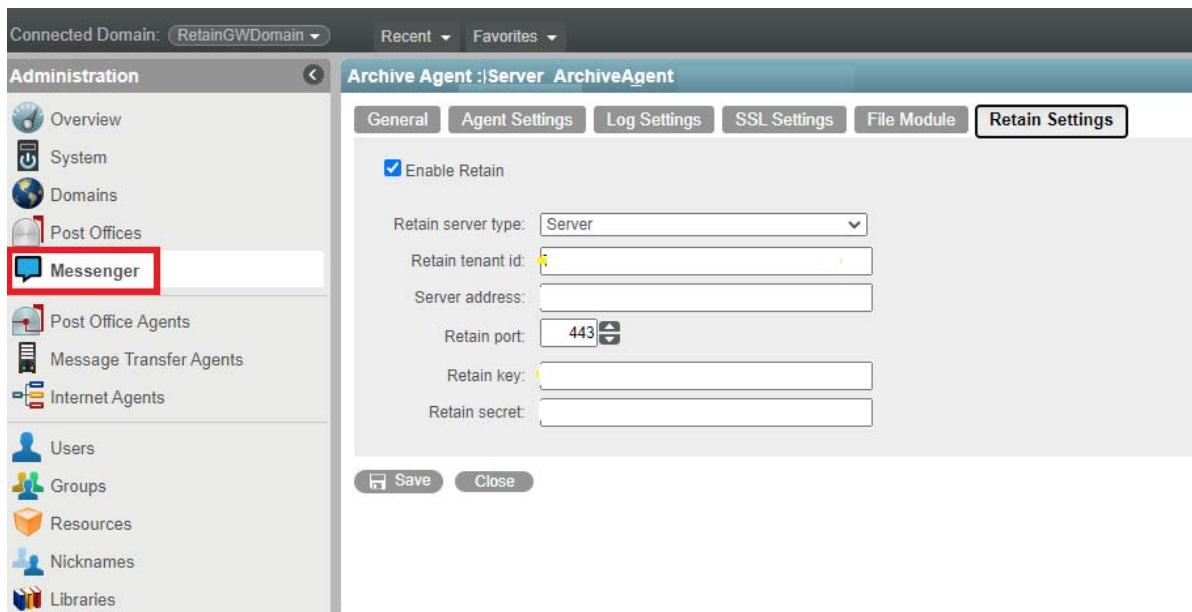 Connected Domain: RetainGWDomain Recent Favorites
Administration
Overview
System
Domains
Post Offices
Messenger
Post Office Agents
Message Transfer Agents
Internet Agents
Users
Groups
Resources
Nicknames
Libraries
Archive Agent : Server ArchiveAgent
General Agent Settings Log Settings SSL Settings File Module Retain Settings
Enable Retain
Retain server type: Server
Retain tenant id:
Server address:
Retain port: 443
Retain key:
Retain secret:
Save Close